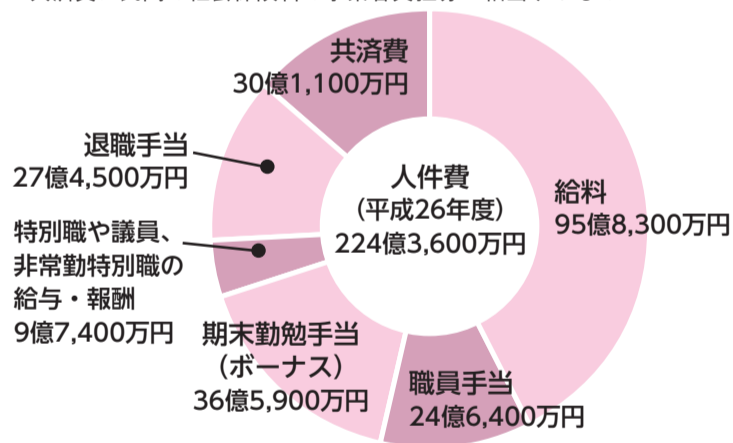 共済費
30億1,100万円
退職手当
27億4,500万円
特別職や議員、
非常勤特別職の
給与・報酬
9億7,400万円
期末勤勉手当
（ボーナス）
36億5,900万円
職員手当
24億6,400万円
給料
95億8,300万円
人件費
（平成26年度）
224億3,600万円